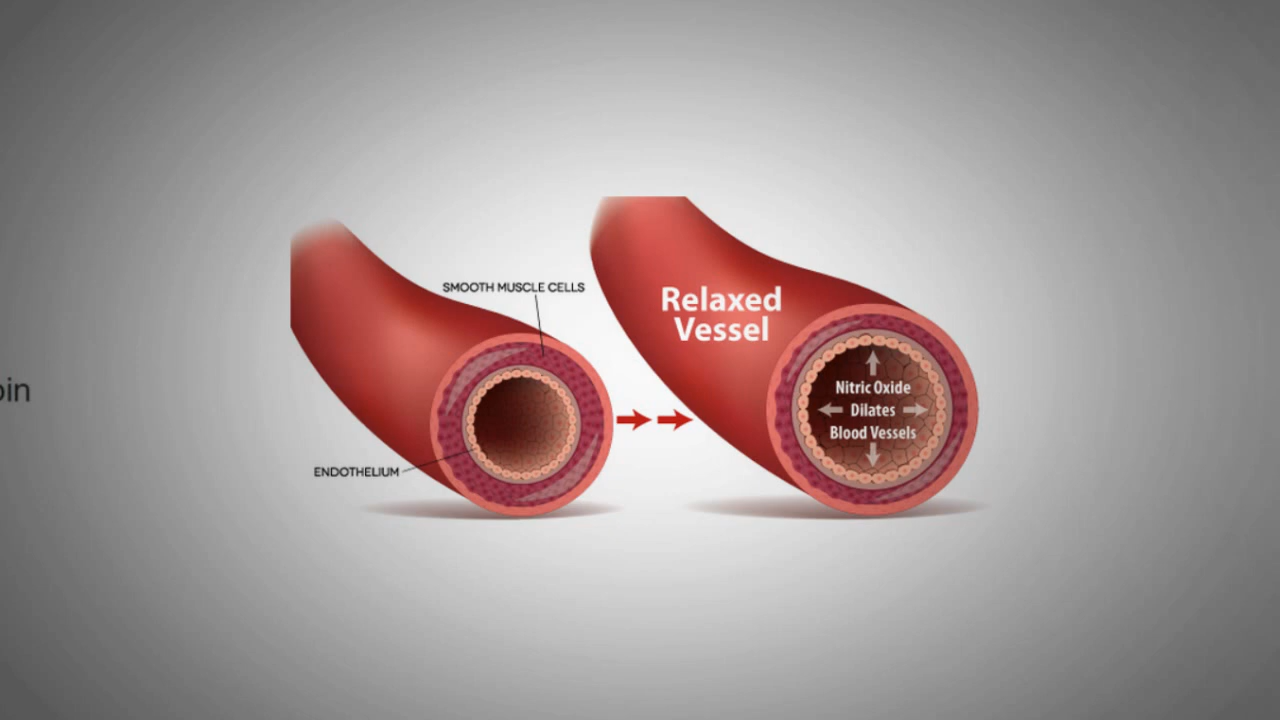 SMOOTH MUSCLE CELLS
Relaxed
Vessel
Nitric Oxide
Dilates
Blood Vessels
ENDOTHELIUM